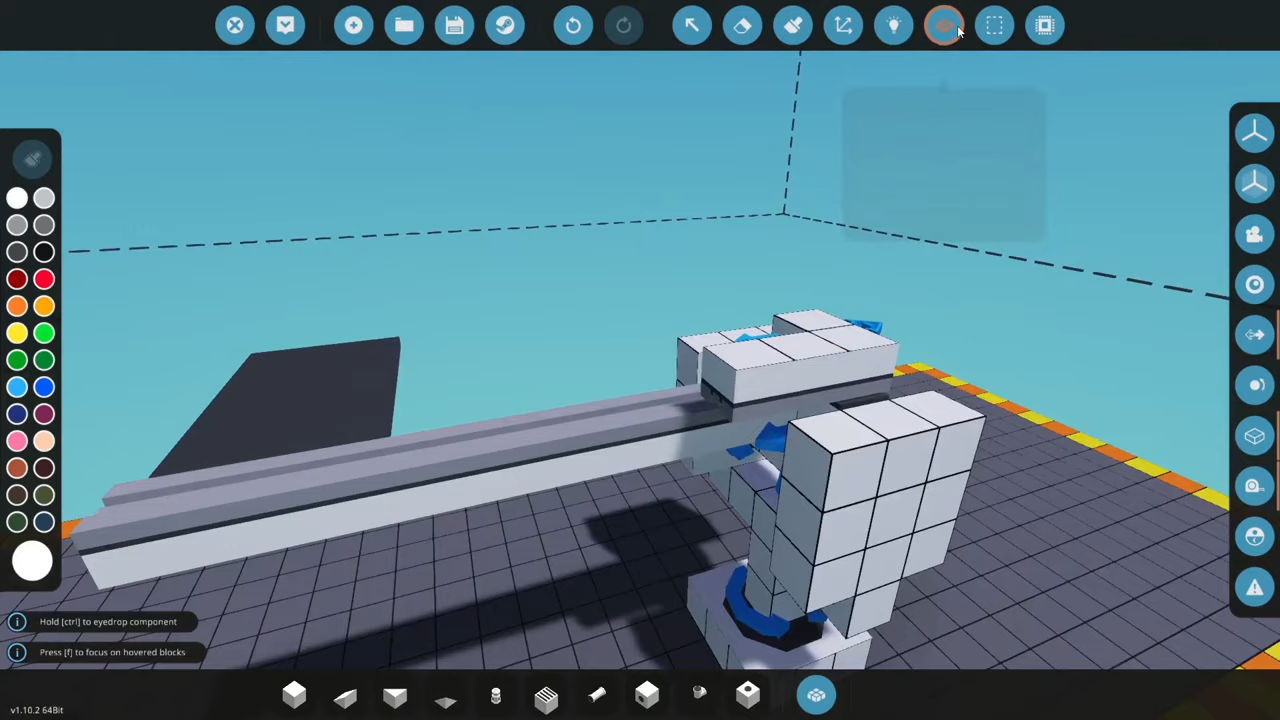 Hold [ctrl] to eyedrop component
Press [f] to focus on hovered blocks
v1.10.2 64Bit